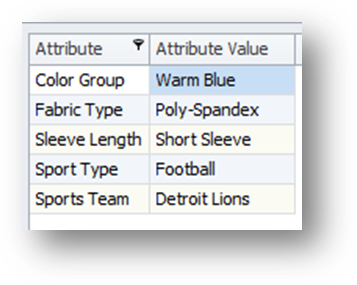 Attribute Attribute Value
Color Group Warm Blue
Fabric Type Poly-Spandex
Sleeve Length Short Sleeve
Sport Type Football
Sports Team Detroit Lions